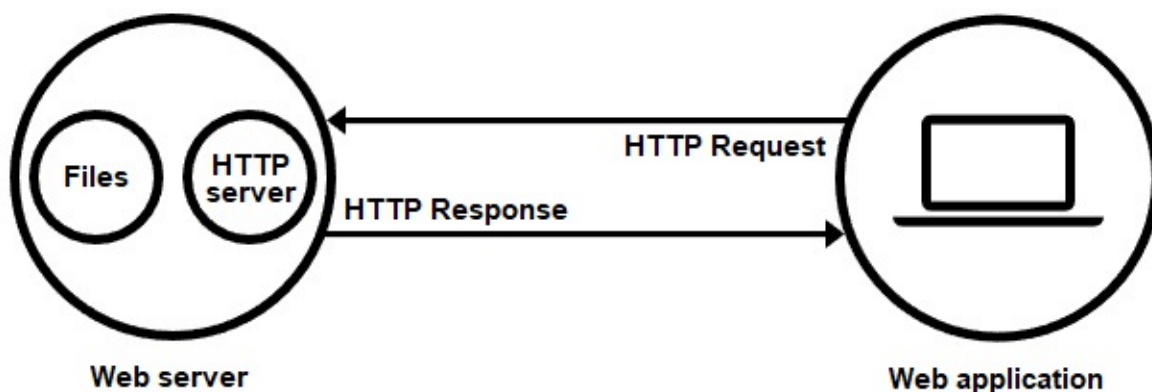 Files
HTTP
server
HTTP Request
HTTP Response
Web server
Web application